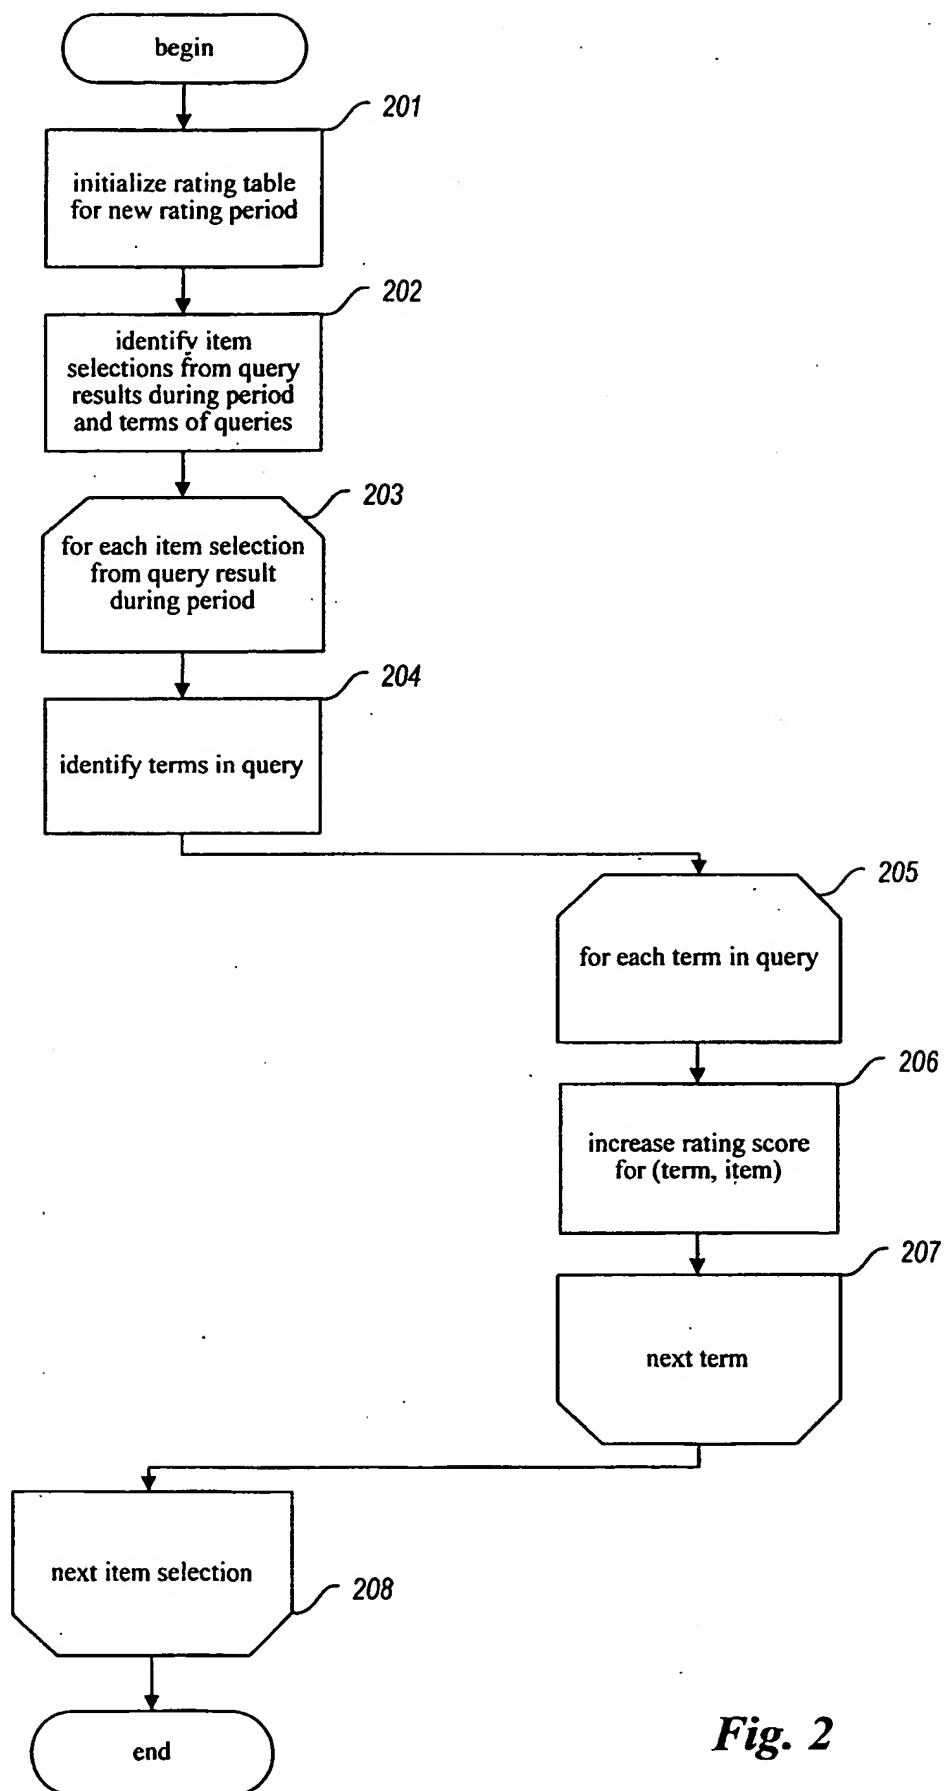 begin
201
initialize rating table
for new rating period
202
identify item
selections from query
results during period
and terms of queries
203
for each item selection
from query result
during period
204
identify terms in query
205
for each term in query
206
increase rating score
for (term, item)
207
next term
next item selection
208
end
Fig. 2